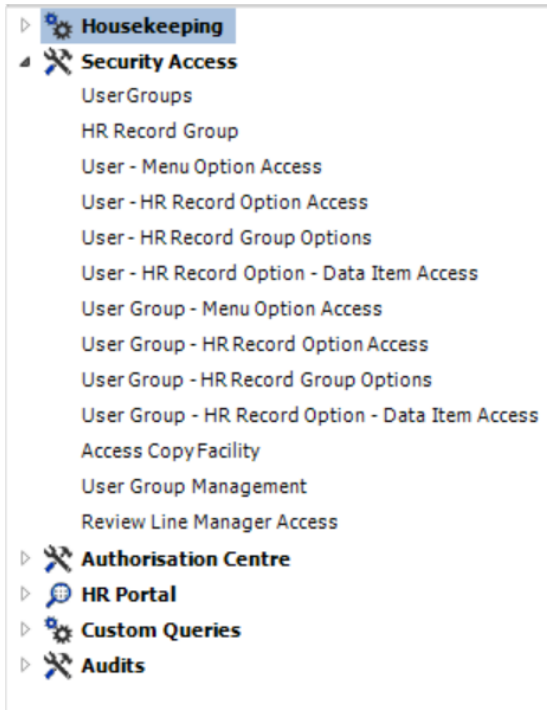 Housekeeping
Security Access
User Groups
HR Record Group
User - Menu Option Access
User - HR Record Option Access
User - HR Record Group Options
User - HR Record Option - Data Item Access
User Group - Menu Option Access
User Group - HR Record Option Access
User Group - HR Record Group Options
User Group - HR Record Option - Data Item Access
Access Copy Facility
User Group Management
Review Line Manager Access
Authorisation Centre
HR Portal
Custom Queries
Audits